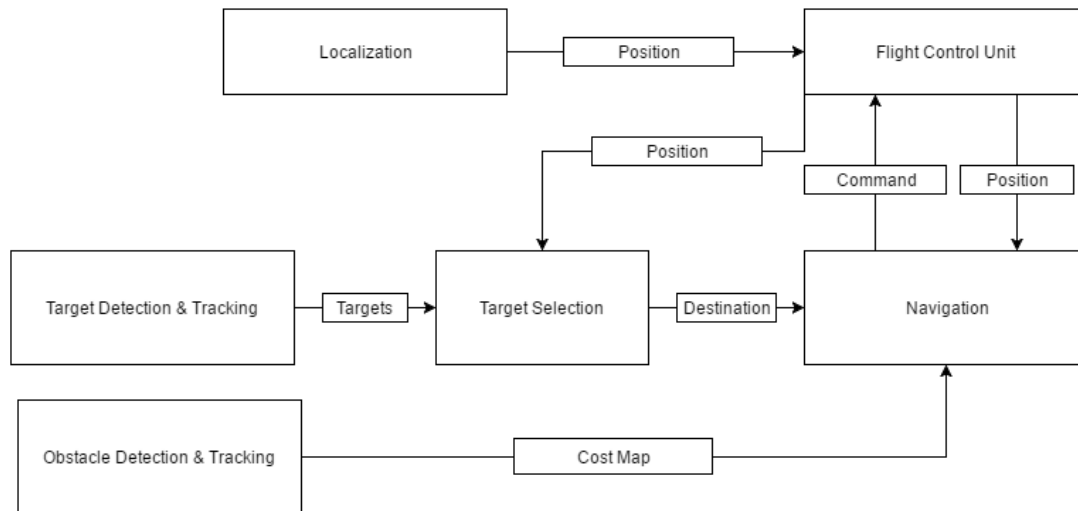 Localization
Position
Flight Control Unit
Position
Command
Position
Target Detection & Tracking
Targets
Target Selection
Destination
Navigation
Obstacle Detection & Tracking
Cost Map